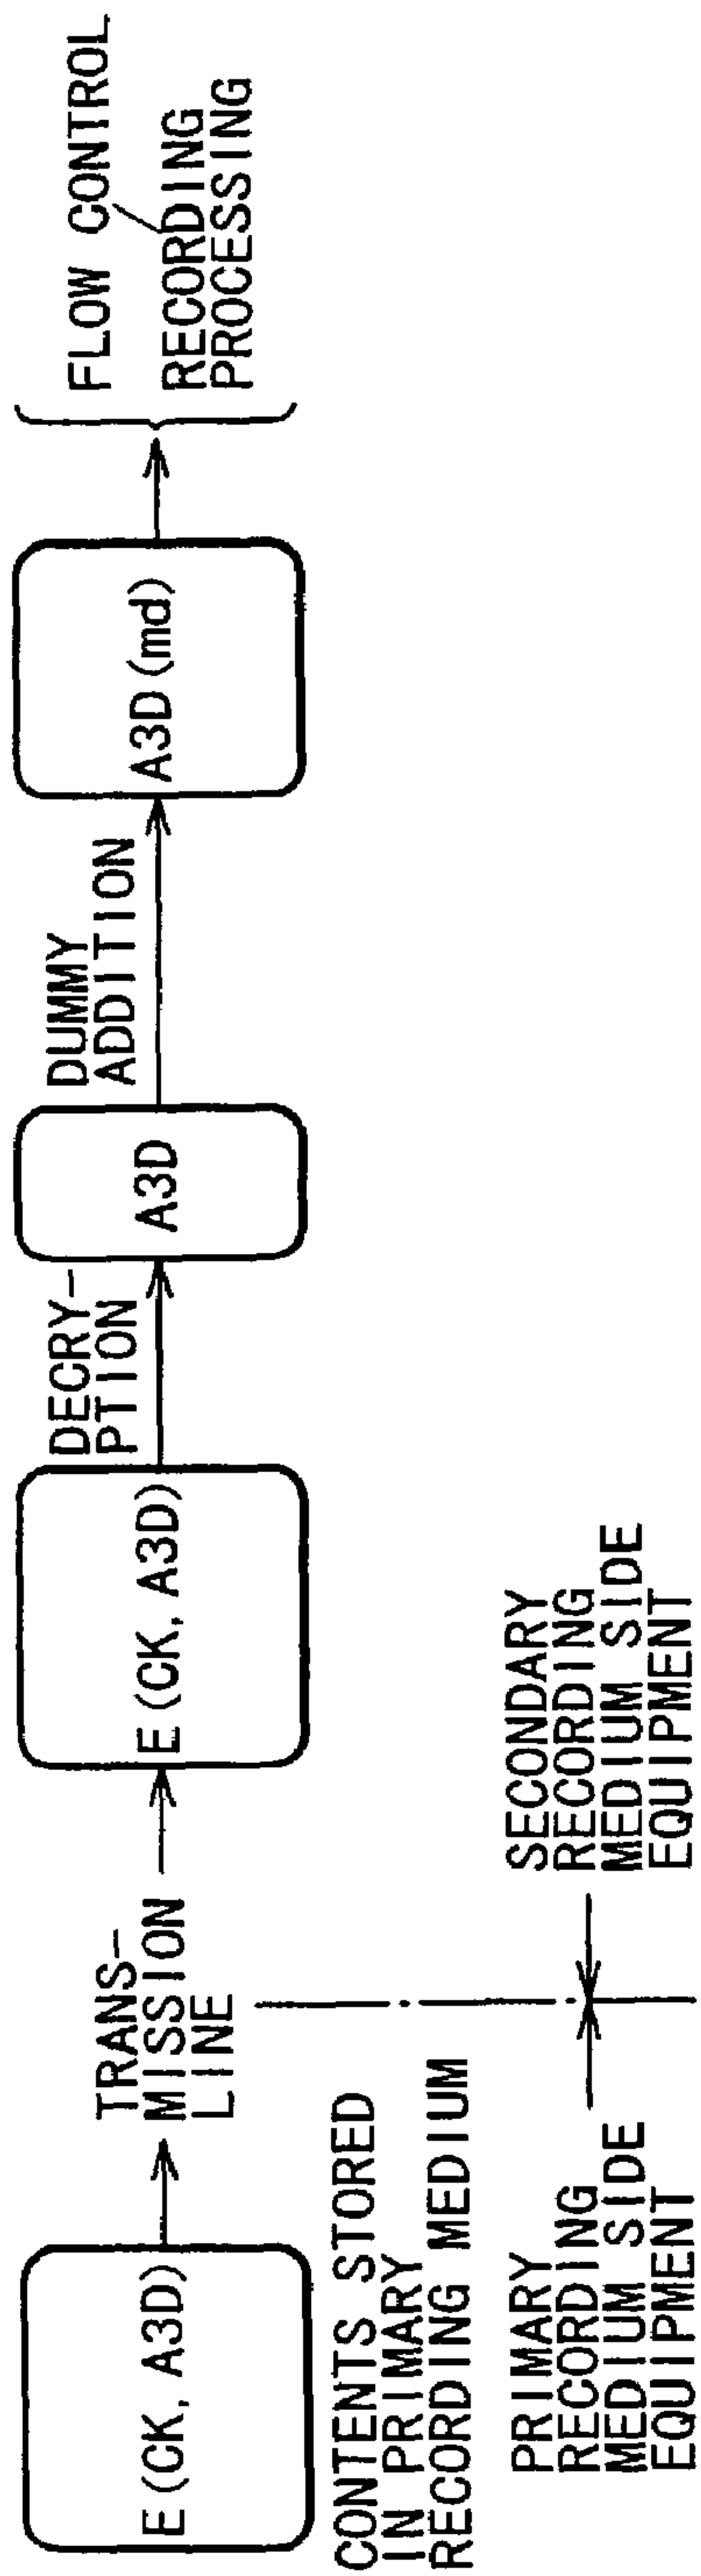 E (CK, A3D)
CONTENTS STORED
IN PRIMARY
RECORDING MEDIUM
TRANS-
MISSION
LINE
E (CK, A3D)
DECRY-
PTION
A3D
DUMMY
ADDITION
A3D (md)
FLOW CONTROL
RECORDING
PROCESSING
PRIMARY
RECORDING
MEDIUM SIDE
EQUIPMENT
SECONDARY
RECORDING
MEDIUM SIDE
EQUIPMENT